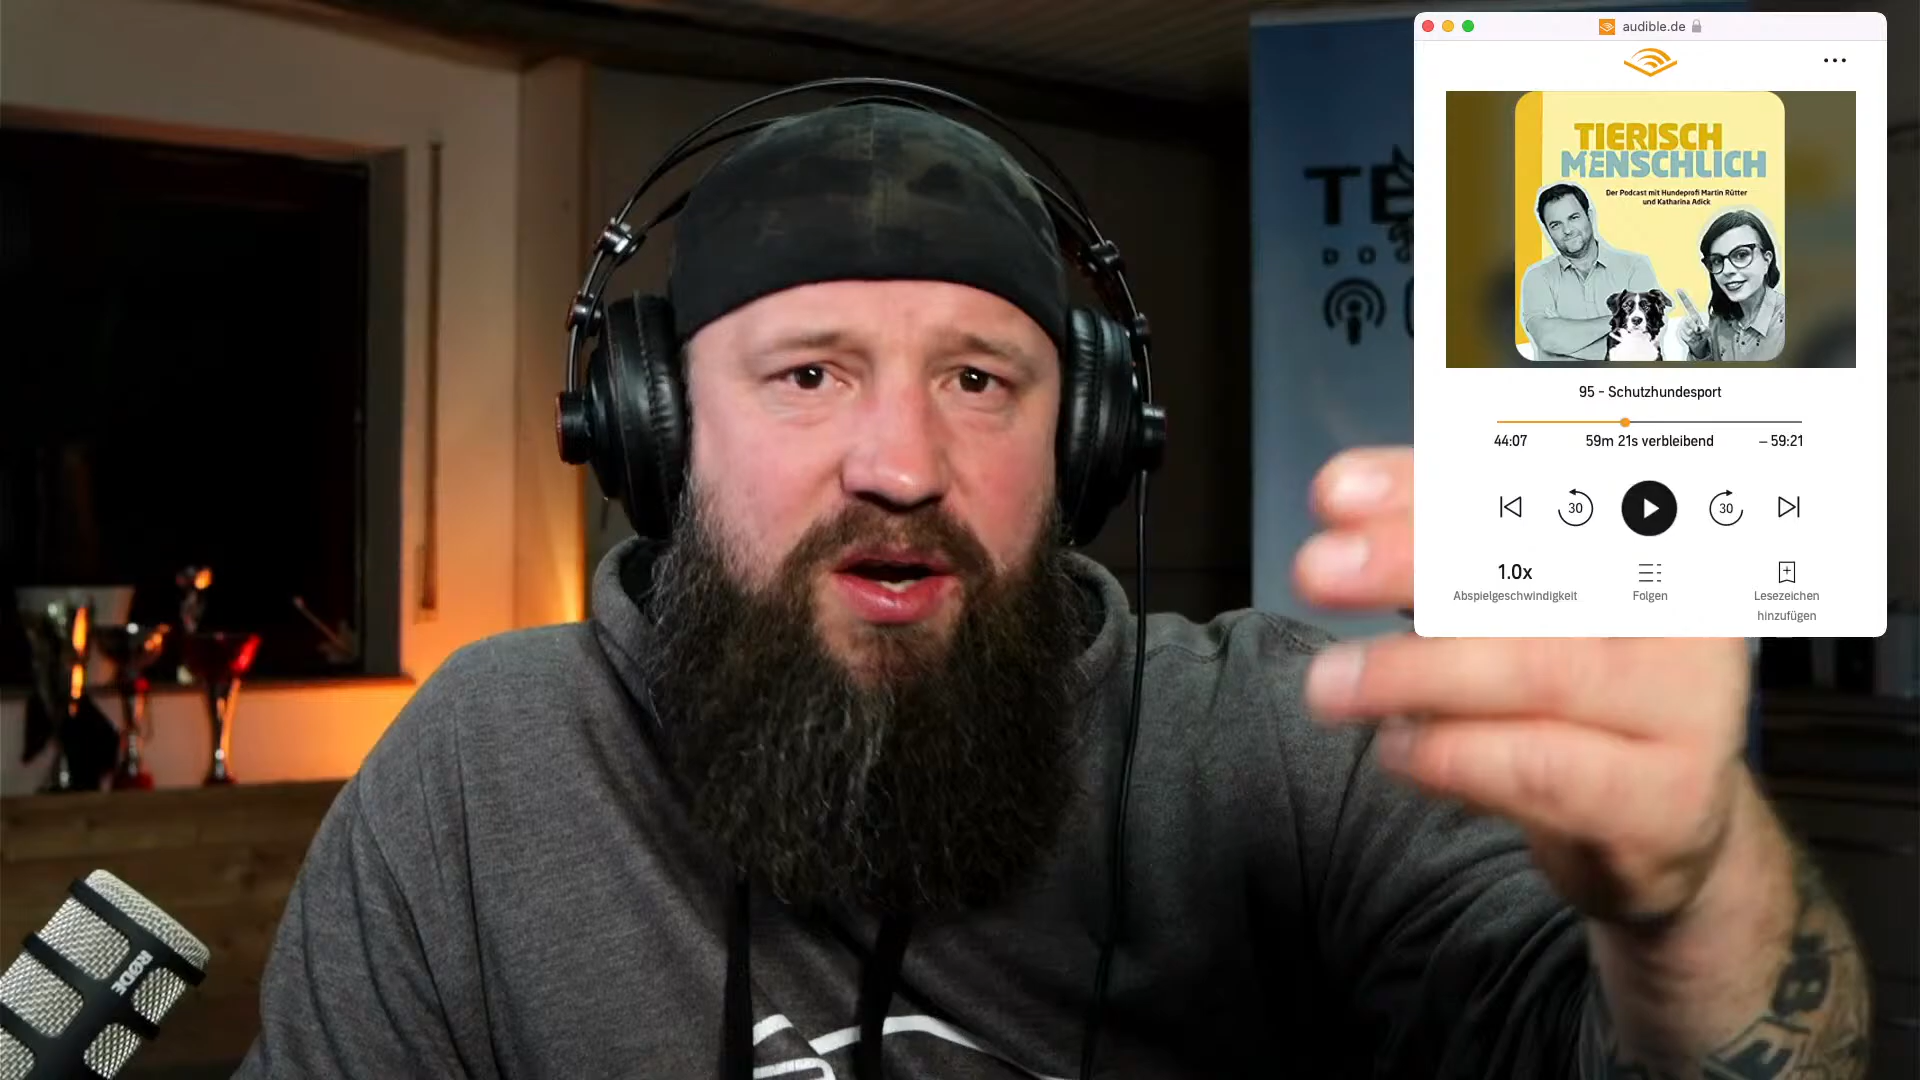 audible.de
TIERISCH
MENSCHLICH
Der Podcast mit Hundeprofi Martin Rütter
und Katharina Adick
95 - Schutzhundesport
44:07 59m 21s verbleibend – 59:21
30 30
1.0x
Abspielgeschwindigkeit Folgen Lesezeichen
hinzufügen
RØDE